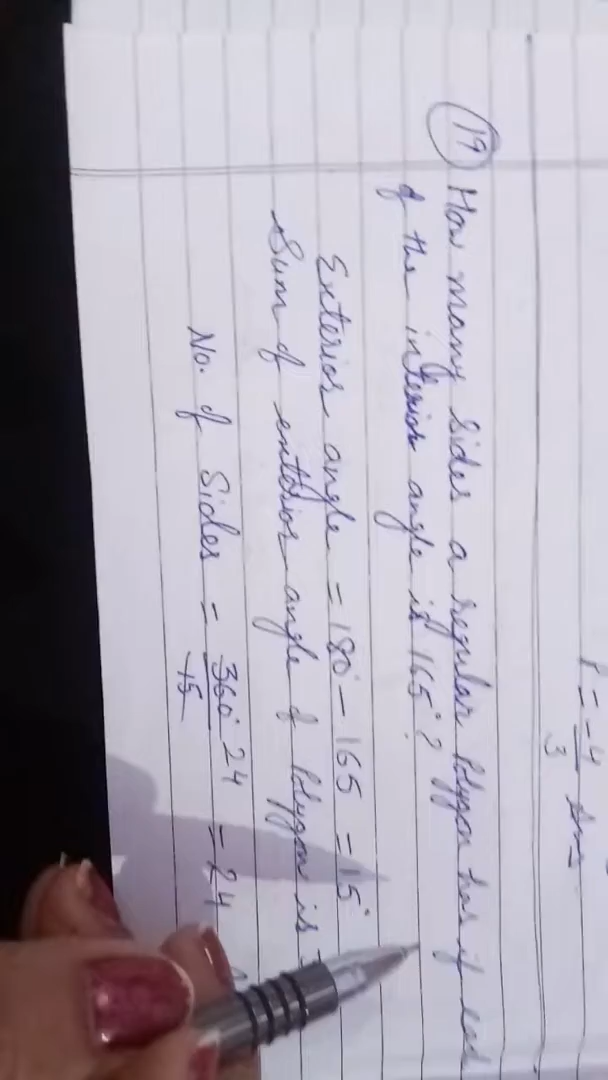 P = -4/3 Ans
19 How many sides a regular Polygon has if each
of the interior angle is 165°?
Exterior angle = 180° - 165 = 15°
Sum of exterior angle of Polygon is
No. of Sides = 360°/15 24 = 24